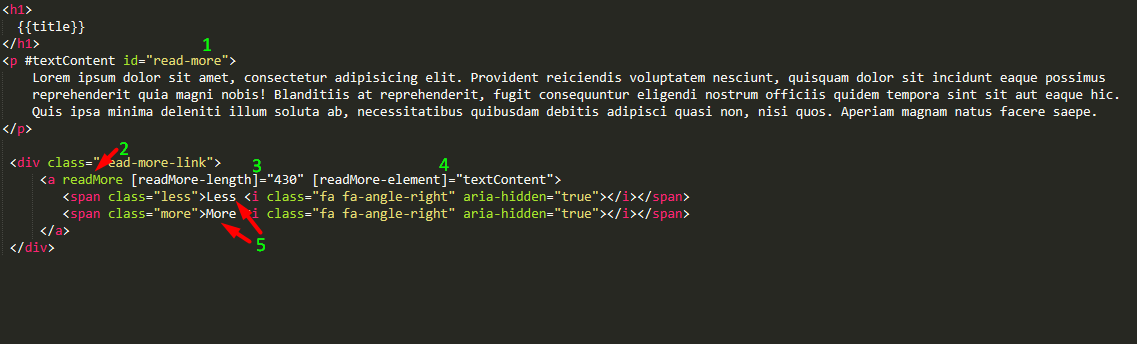 <h1>
{{title}}
</h1>
1
<p #textContent id="read-more">
Lorem ipsum dolor sit amet, consectetur adipisicing elit. Provident reiciendis voluptatem nesciunt, quisquam dolor sit incidunt eaque possimus
reprehenderit quia magni nobis! Blanditiis at reprehenderit, fugit consequuntur eligendi nostrum officiis quidem tempora sint sit aut eaque hic.
Quis ipsa minima deleniti illum soluta ab, necessitatibus quibusdam debitis adipisci quasi non, nisi quos. Aperiam magnam natus facere saepe.
</p>
2
<div class="read-more-link">
3 4
<a readMore [readMore-length]="430" [readMore-element]="textContent">
<span class="less">Less <i class="fa fa-angle-right" aria-hidden="true"></i></span>
<span class="more">More <i class="fa fa-angle-right" aria-hidden="true"></i></span>
</a>
5
</div>